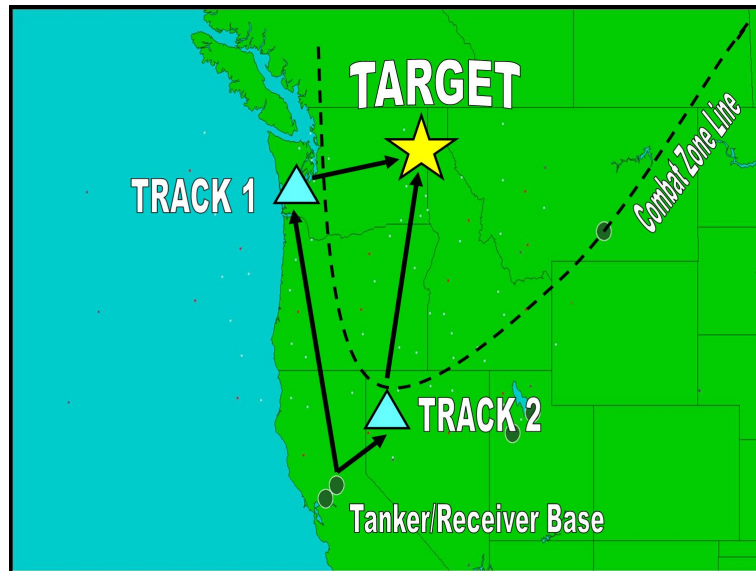 TARGET
Combat Zone Line
TRACK 1
TRACK 2
Tanker/Receiver Base